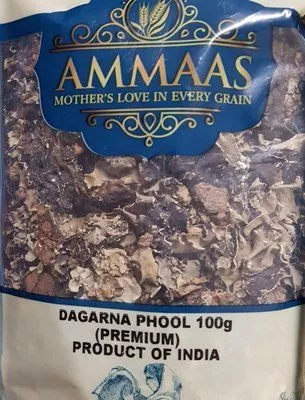 AMMAAS
MOTHER'S LOVE IN EVERY GRAIN
DAGARNA PHOOL 100g
(PREMIUM)
PRODUCT OF INDIA